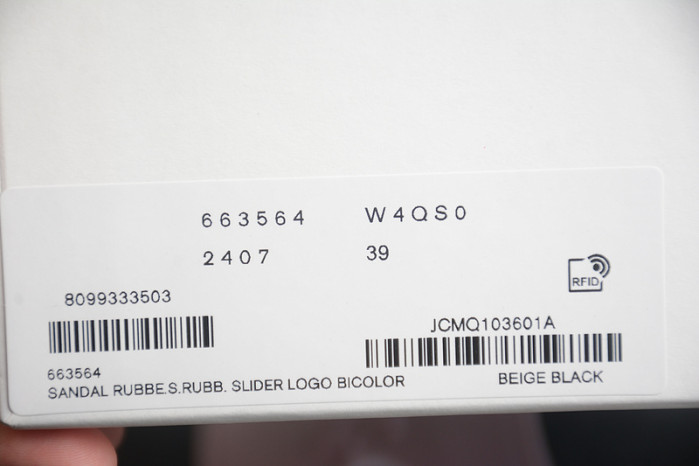 663564 W4QS0
2407 39
RFID
8099333503
JCMQ103601A
663564
SANDAL RUBBE.S.RUBB. SLIDER LOGO BICOLOR BEIGE BLACK